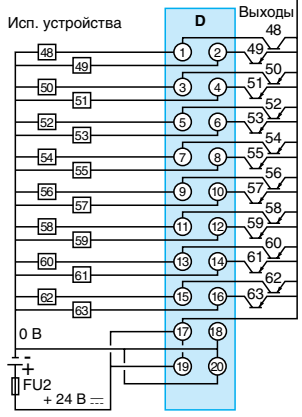 Исп. устройства
D
Выходы
48
48 1 2 49
49
50
50 3 4 51
51
52
52 5 6 53
53
54
54 7 8 55
55
56
56 9 10 57
57
58
58 11 12 59
59
60
60 13 14 61
61
62
62 15 16 63
63
0 В 17 18
-
+ 19 20
FU2
+ 24 В